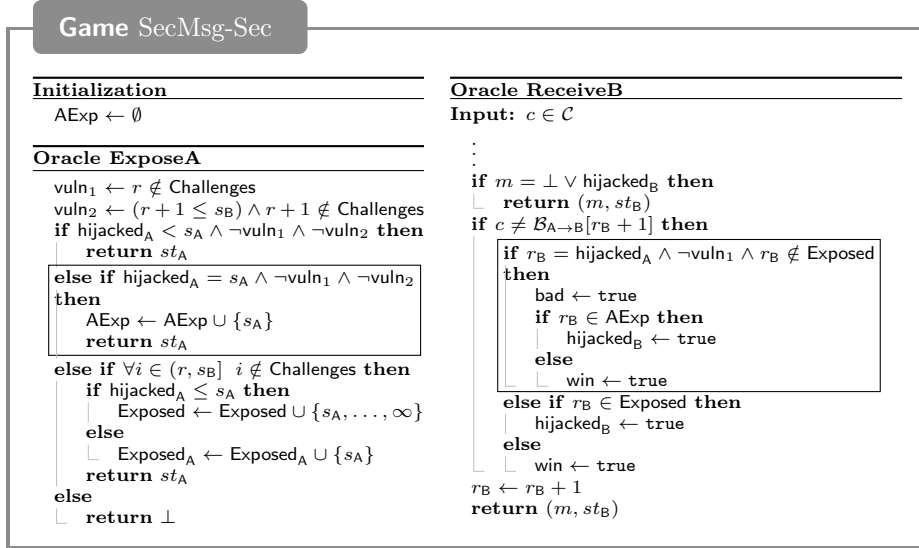 Game SecMsg-Sec
Initialization
AExp ← ∅
Oracle ExposeA
vuln₁ ← r ∉ Challenges
vuln₂ ← (r + 1 ≤ s_B) ∧ r + 1 ∉ Challenges
if hijacked_A < s_A ∧ ¬vuln₁ ∧ ¬vuln₂ then
return st_A
else if hijacked_A = s_A ∧ ¬vuln₁ ∧ ¬vuln₂
then
AExp ← AExp ∪ {s_A}
return st_A
else if ∀i ∈ (r, s_B] i ∉ Challenges then
if hijacked_A ≤ s_A then
Exposed ← Exposed ∪ {s_A, . . . , ∞}
else
Exposed_A ← Exposed_A ∪ {s_A}
return st_A
else
return ⊥
Oracle ReceiveB
Input: c ∈ 𝒞
⋮
if m = ⊥ ∨ hijacked_B then
return (m, st_B)
if c ≠ ℬ_A→B[r_B + 1] then
if r_B = hijacked_A ∧ ¬vuln₁ ∧ r_B ∉ Exposed
then
bad ← true
if r_B ∈ AExp then
hijacked_B ← true
else
win ← true
else if r_B ∈ Exposed then
hijacked_B ← true
else
win ← true
r_B ← r_B + 1
return (m, st_B)